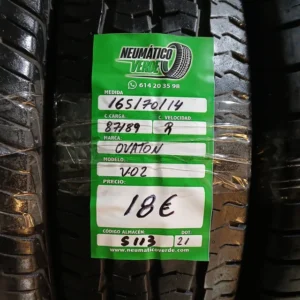 NEUMÁTICO
VERDE
614 20 35 98
MEDIDA
165/70/14
C.CARGA C. VELOCIDAD
87/89 R
MARCA
OVATON
MODELO
V02
PRECIO:
18€
CÓDIGO ALMACÉN DOT
S113 21
www.neumaticoverde.com